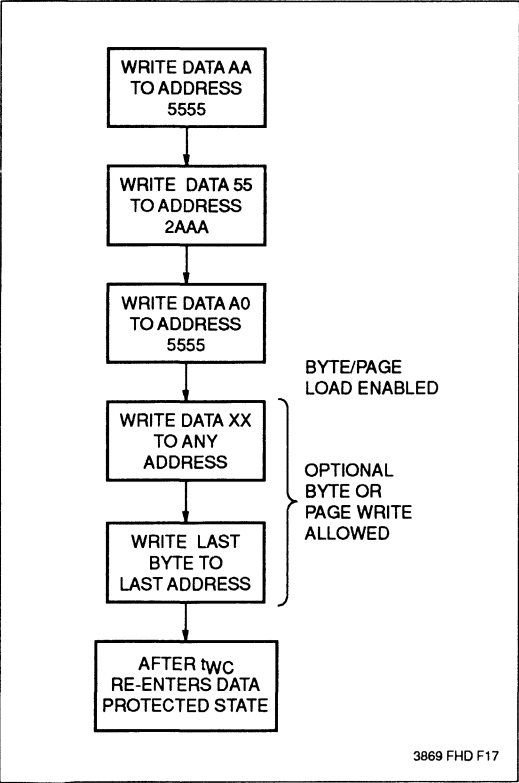 WRITE DATA AA
TO ADDRESS
5555
WRITE DATA 55
TO ADDRESS
2AAA
WRITE DATA A0
TO ADDRESS
5555
BYTE/PAGE
LOAD ENABLED
WRITE DATA XX
TO ANY
ADDRESS
OPTIONAL
BYTE OR
PAGE WRITE
ALLOWED
WRITE LAST
BYTE TO
LAST ADDRESS
AFTER tWC
RE-ENTERS DATA
PROTECTED STATE
3869 FHD F17